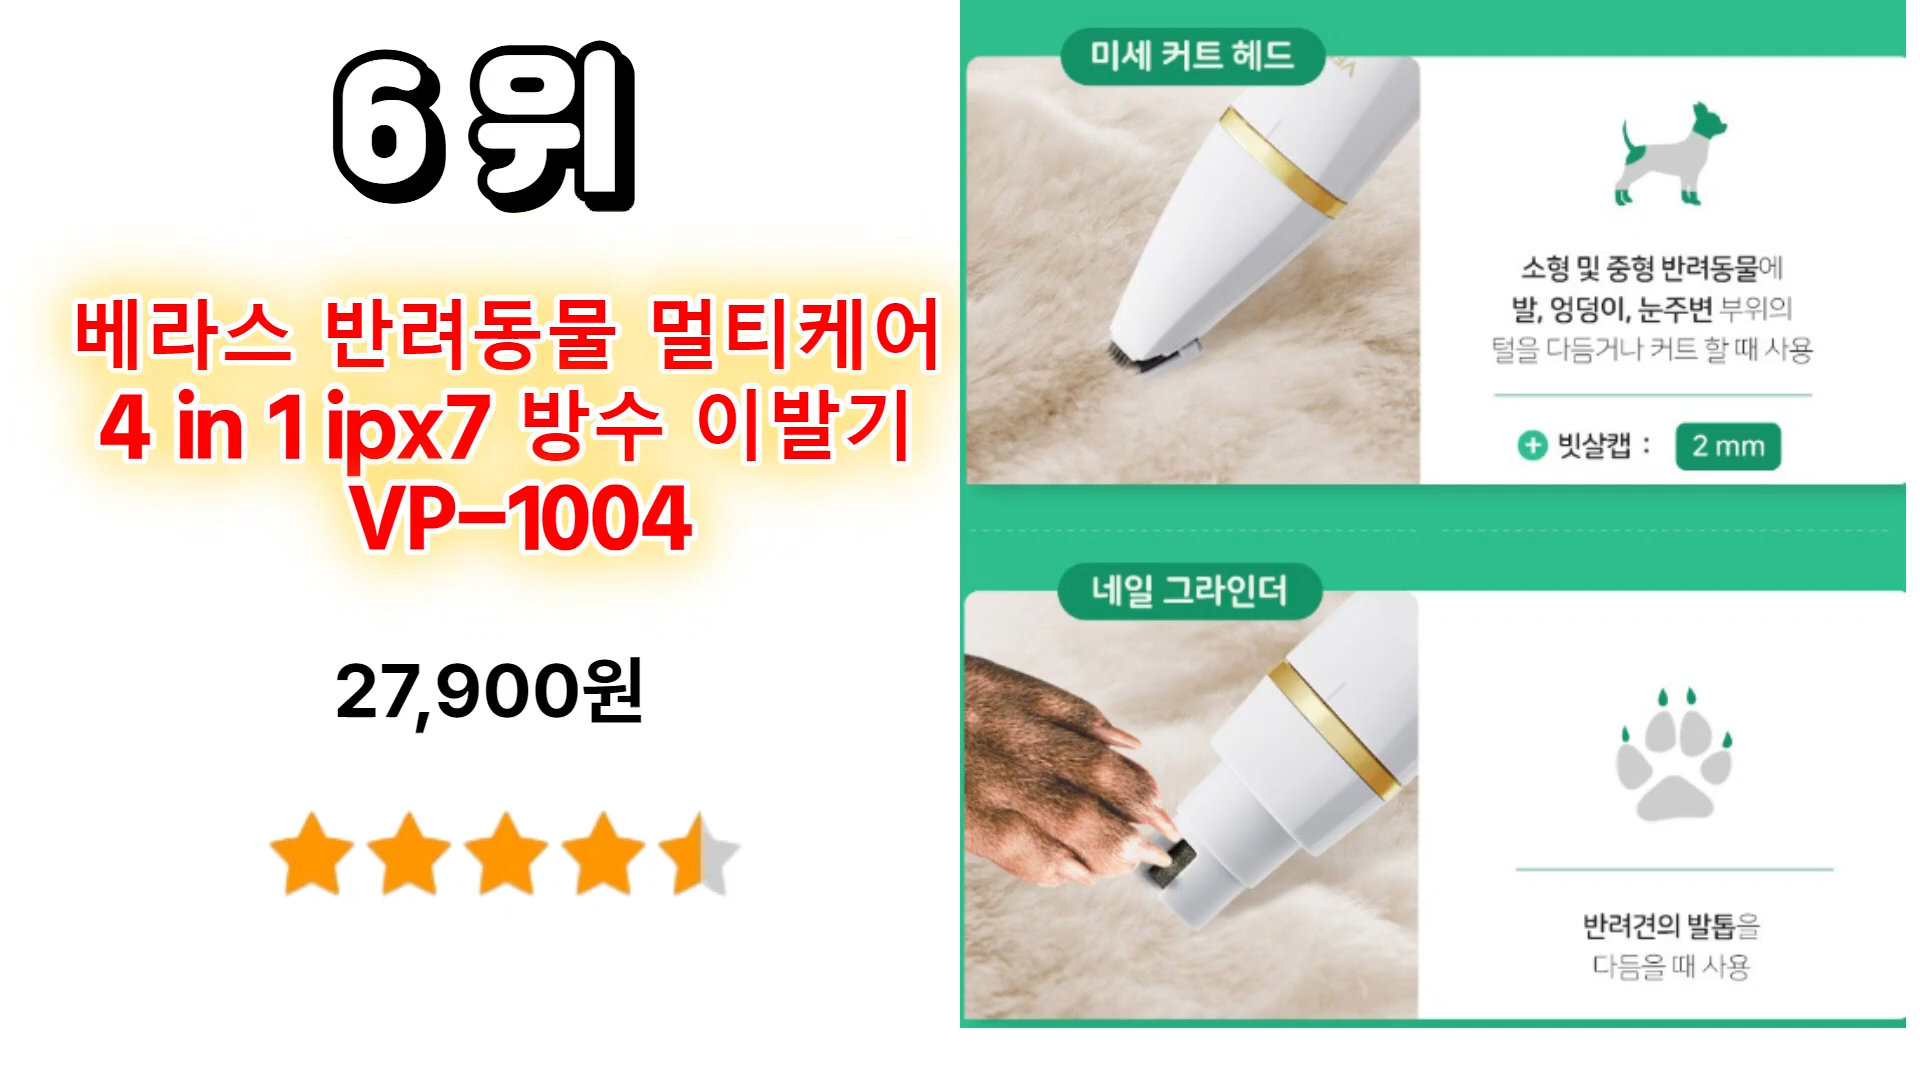 6위
베라스 반려동물 멀티케어
4 in 1 ipx7 방수 이발기
VP-1004
27,900원
미세 커트 헤드
소형 및 중형 반려동물에
발, 엉덩이, 눈주변 부위의
털을 다듬거나 커트 할 때 사용
+ 빗살캡 : 2 mm
네일 그라인더
반려견의 발톱을
다듬을 때 사용